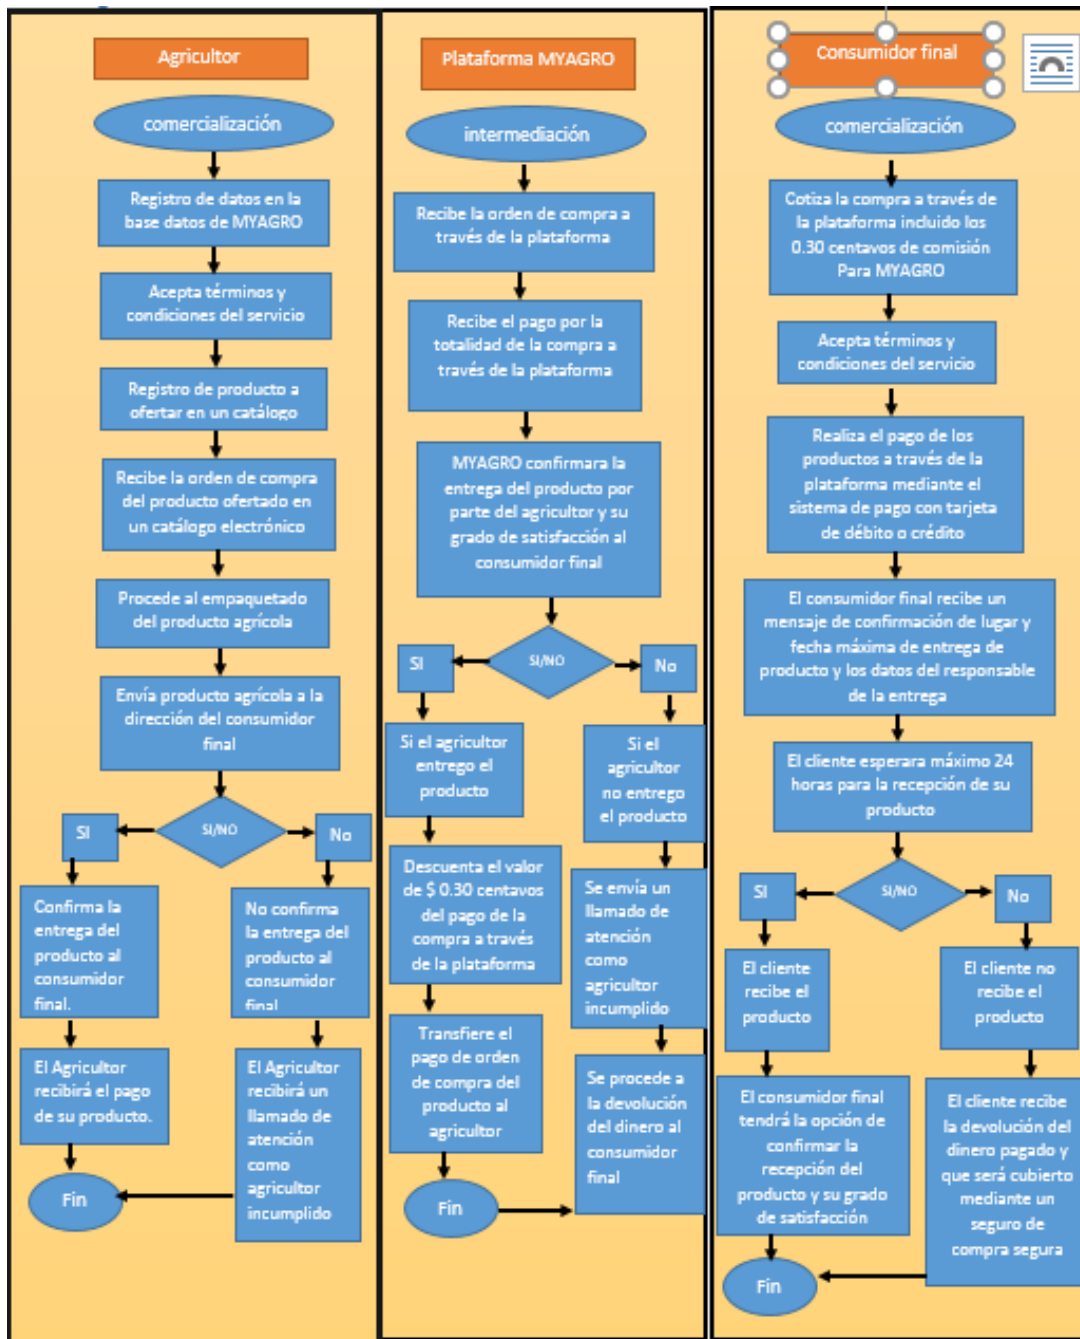 Agricultor
comercialización
Registro de datos en la
base datos de MYAGRO
Acepta términos y
condiciones del servicio
Registro de producto a
ofertar en un catálogo
Recibe la orden de compra
del producto ofertado en
un catálogo electrónico
Procede al empaquetado
del producto agrícola
Envía producto agrícola a la
dirección del consumidor
final
SI/NO
SI
No
Confirma la
entrega del
producto al
consumidor
final.
No confirma
la entrega del
producto al
consumidor
final
El Agricultor
recibirá el pago
de su producto.
El Agricultor
recibirá un
llamado de
atención
como
agricultor
incumplido
Fin
Plataforma MYAGRO
intermediación
Recibe la orden de compra a
través de la plataforma
Recibe el pago por la
totalidad de la compra a
través de la plataforma
MYAGRO confirmara la
entrega del producto por
parte del agricultor y su
grado de satisfacción al
consumidor final
SI/NO
SI
No
Si el agricultor
entrego el
producto
Si el
agricultor
no entrego
el producto
Descuenta el valor
de $ 0.30 centavos
del pago de la
compra a través
de la plataforma
Se envía un
llamado de
atención
como
agricultor
incumplido
Transfiere el
pago de orden
de compra del
producto al
agricultor
Se procede a
la devolución
del dinero al
consumidor
final
Fin
Consumidor final
comercialización
Cotiza la compra a través de
la plataforma incluido los
0.30 centavos de comisión
Para MYAGRO
Acepta términos y
condiciones del servicio
Realiza el pago de los
productos a través de la
plataforma mediante el
sistema de pago con tarjeta
de débito o crédito
El consumidor final recibe un
mensaje de confirmación de lugar y
fecha máxima de entrega de
producto y los datos del responsable
de la entrega
El cliente esperara máximo 24
horas para la recepción de su
producto
SI/NO
SI
No
El cliente
recibe el
producto
El cliente no
recibe el
producto
El consumidor final
tendrá la opción de
confirmar la
recepción del
producto y su grado
de satisfacción
El cliente recibe
la devolución del
dinero pagado y
que será cubierto
mediante un
seguro de
compra segura
Fin